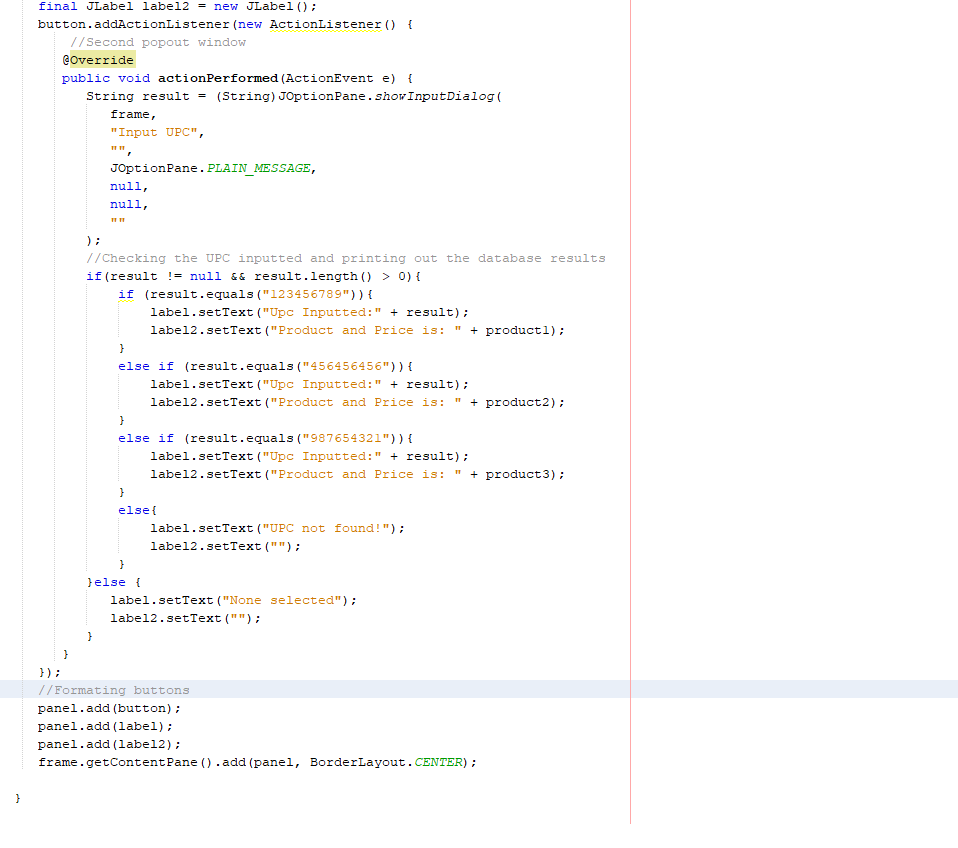 final JLabel label2 = new JLabel();
button.addActionListener(new ActionListener() {
//Second popout window
@Override
public void actionPerformed(ActionEvent e) {
String result = (String)JOptionPane.showInputDialog(
frame,
"Input UPC",
"",
JOptionPane.PLAIN_MESSAGE,
null,
null,
""
);
//Checking the UPC inputted and printing out the database results
if(result != null && result.length() > 0){
if (result.equals("123456789")){
label.setText("Upc Inputted:" + result);
label2.setText("Product and Price is: " + product1);
}
else if (result.equals("456456456")){
label.setText("Upc Inputted:" + result);
label2.setText("Product and Price is: " + product2);
}
else if (result.equals("987654321")){
label.setText("Upc Inputted:" + result);
label2.setText("Product and Price is: " + product3);
}
else{
label.setText("UPC not found!");
label2.setText("");
}
}else {
label.setText("None selected");
label2.setText("");
}
}
});
//Formating buttons
panel.add(button);
panel.add(label);
panel.add(label2);
frame.getContentPane().add(panel, BorderLayout.CENTER);
}